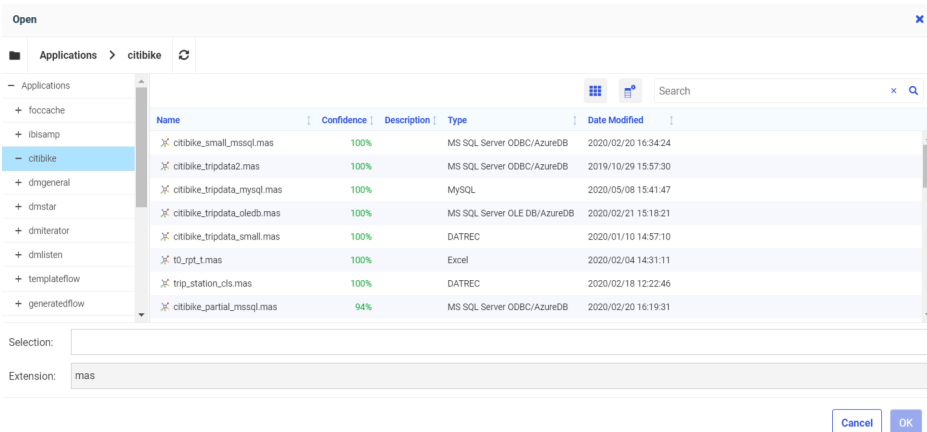 Open
Applications > citibike
− Applications
+ foccache
+ ibisamp
− citibike
+ dmgeneral
+ dmstar
+ dmiterator
+ dmlisten
+ templateflow
+ generatedflow
Search
Name Confidence Description Type Date Modified
citibike_small_mssql.mas 100% MS SQL Server ODBC/AzureDB 2020/02/20 16:34:24
citibike_tripdata2.mas 100% MS SQL Server ODBC/AzureDB 2019/10/29 15:57:30
citibike_tripdata_mysql.mas 100% MySQL 2020/05/08 15:41:47
citibike_tripdata_oledb.mas 100% MS SQL Server OLE DB/AzureDB 2020/02/21 15:18:21
citibike_tripdata_small.mas 100% DATREC 2020/01/10 14:57:10
t0_rpt_t.mas 100% Excel 2020/02/04 14:31:11
trip_station_cls.mas 100% DATREC 2020/02/18 12:22:46
citibike_partial_mssql.mas 94% MS SQL Server ODBC/AzureDB 2020/02/20 16:19:31
Selection:
Extension: mas
Cancel OK